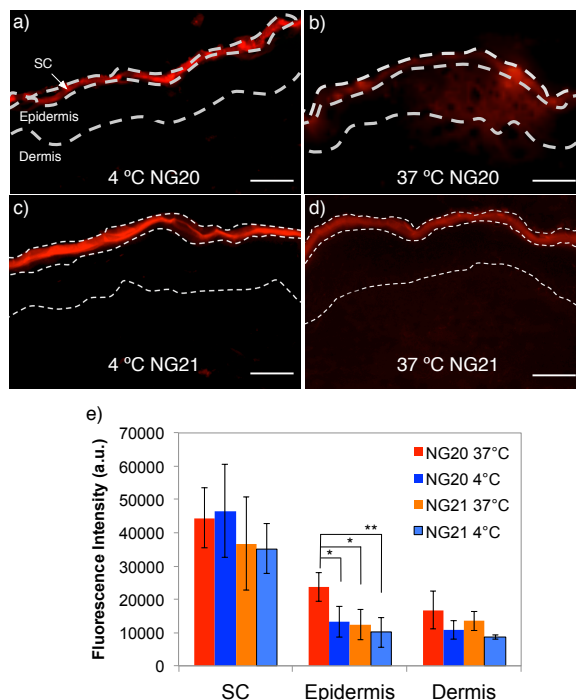 a)
SC
Epidermis
Dermis
4 ºC NG20
b)
37 ºC NG20
c)
4 ºC NG21
d)
37 ºC NG21
e)
Fluorescence Intensity (a.u.)
70000
60000
50000
40000
30000
20000
10000
0
NG20 37°C
NG20 4°C
NG21 37°C
NG21 4°C
**
*
*
SC
Epidermis
Dermis